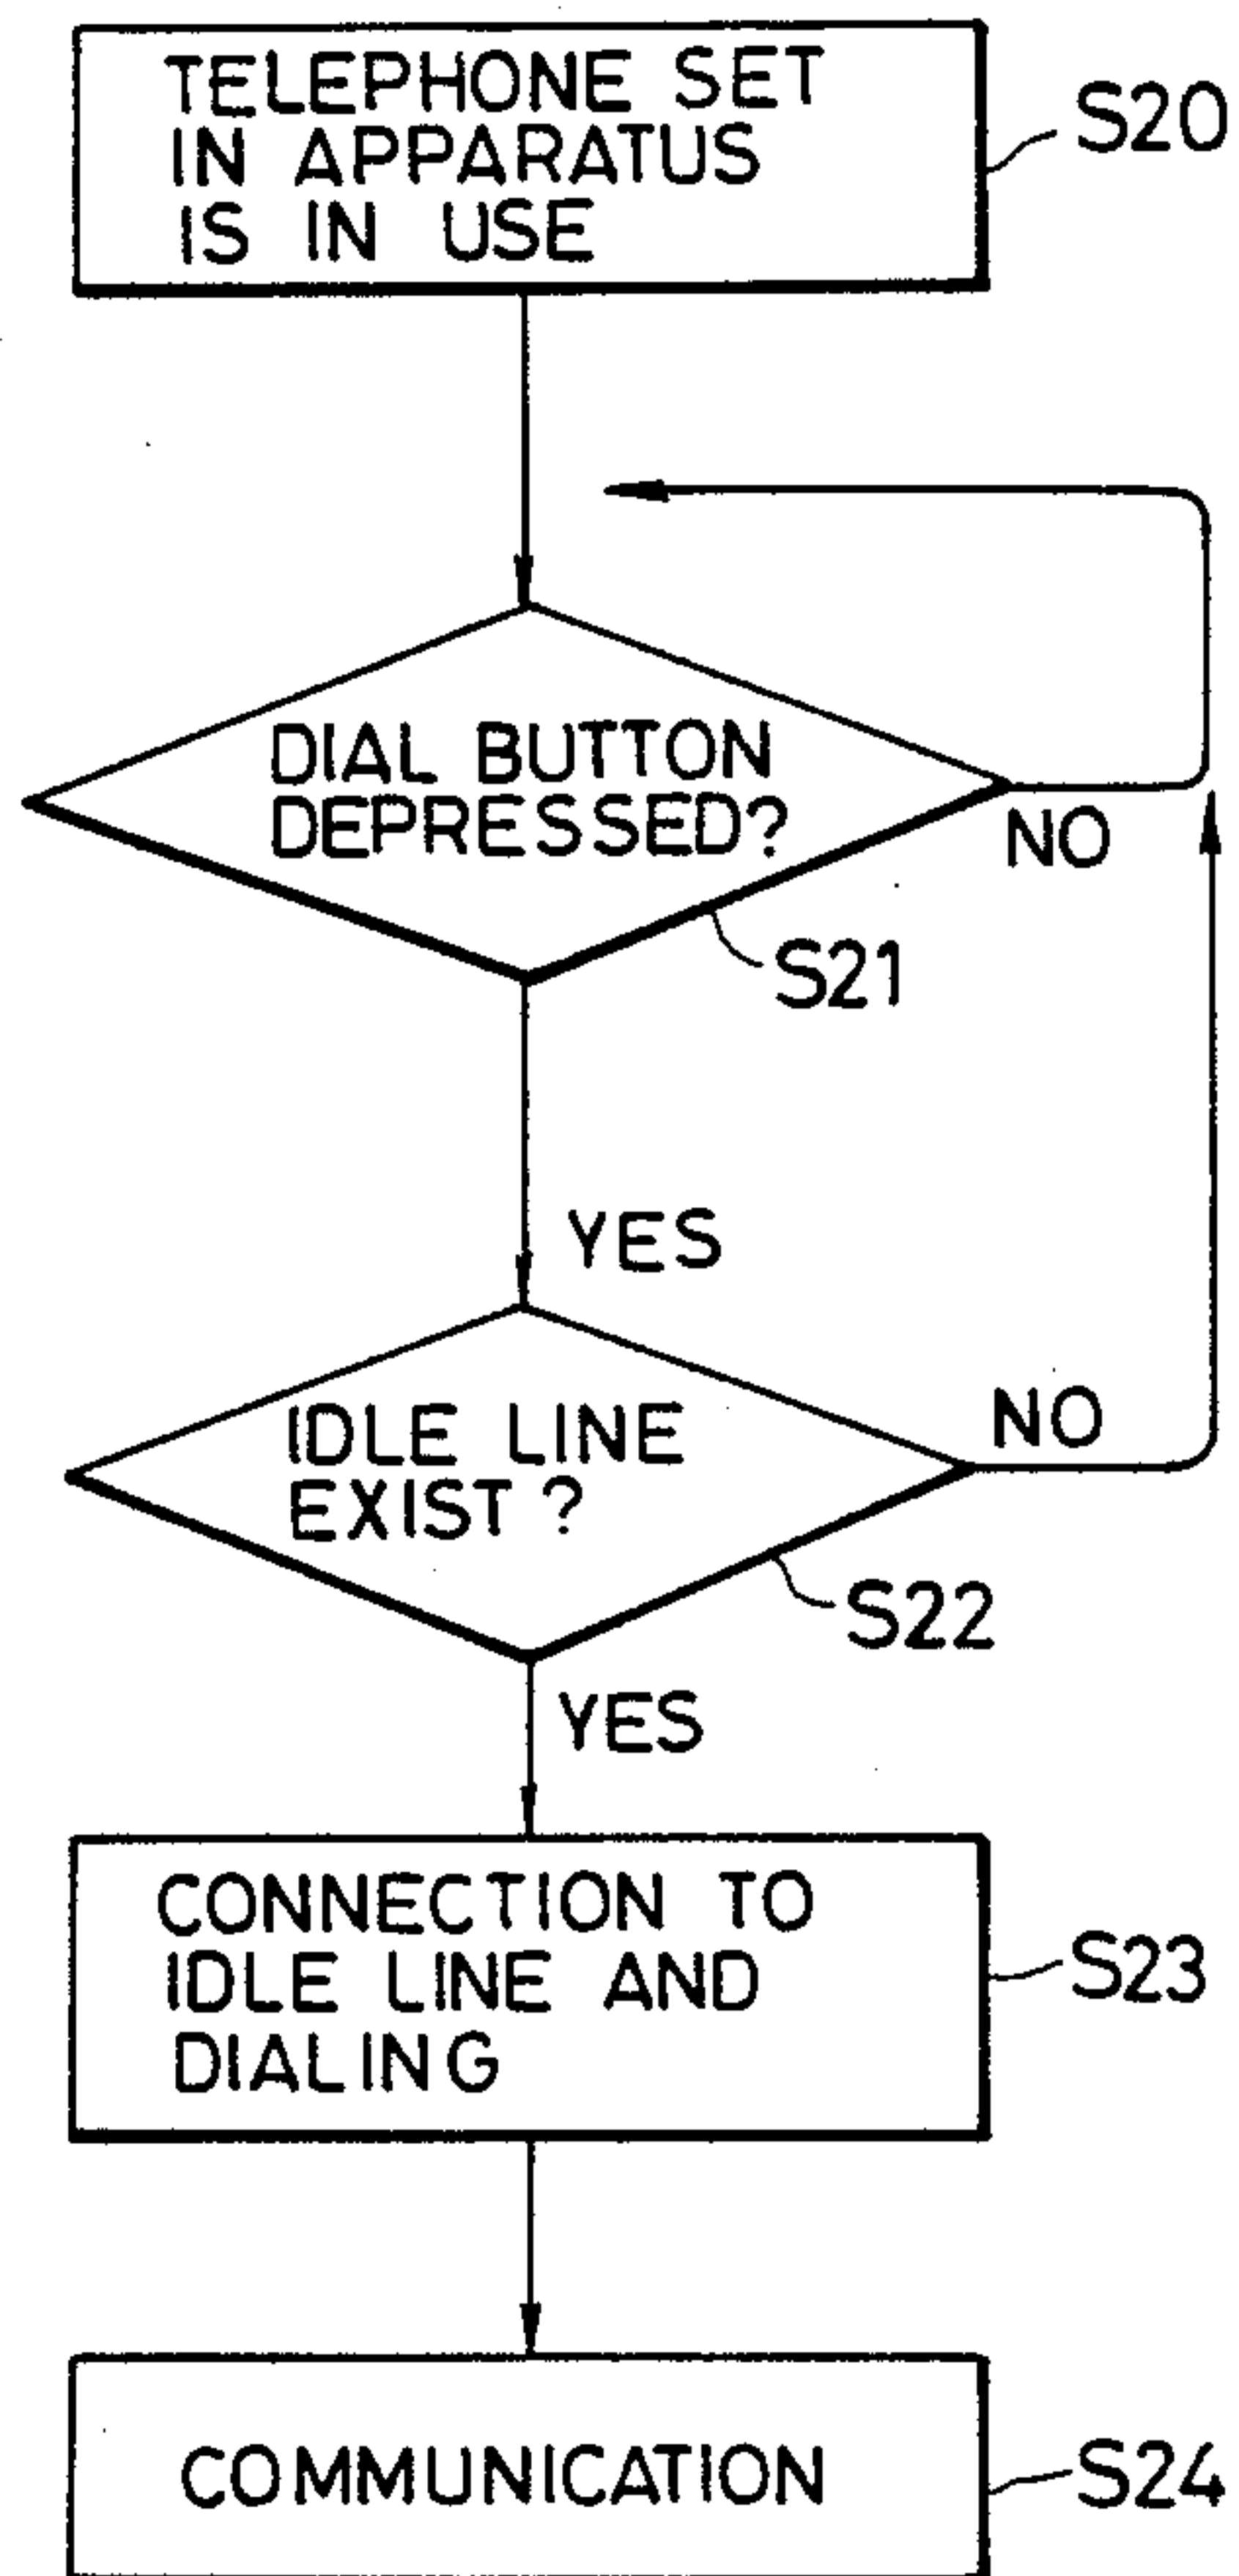 TELEPHONE SET
IN APPARATUS
IS IN USE
S20
DIAL BUTTON
DEPRESSED?
NO
S21
YES
IDLE LINE
EXIST ?
NO
S22
YES
CONNECTION TO
IDLE LINE AND
DIALING
S23
COMMUNICATION
S24